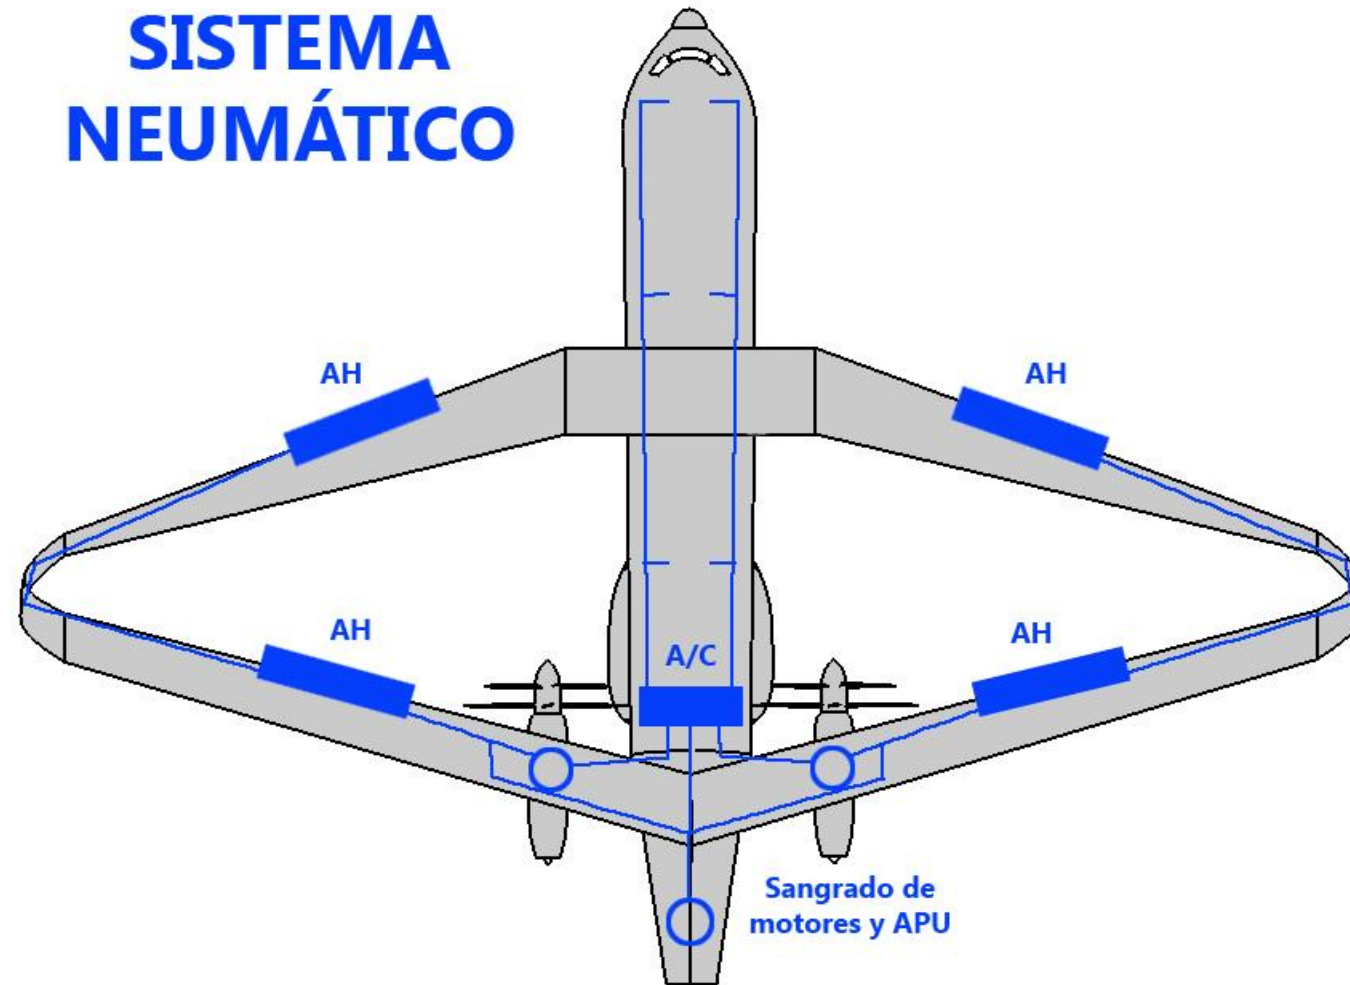 SISTEMA
NEUMÁTICO
AH
AH
AH
AH
A/C
Sangrado de
motores y APU